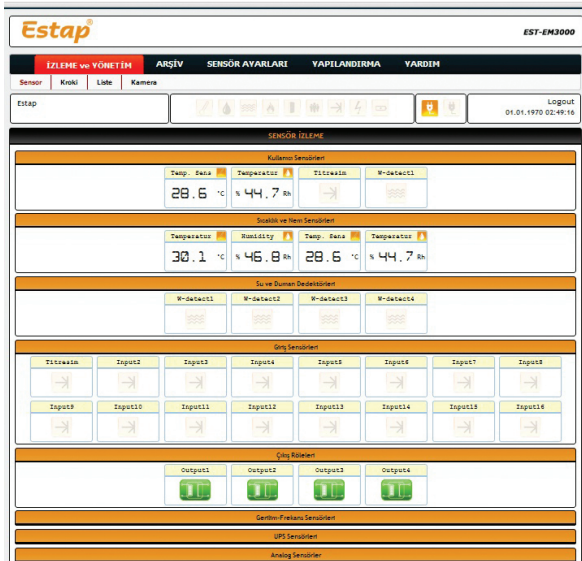 Estap®
EST-EM3000
İZLEME ve YÖNETİM ARŞİV SENSÖR AYARLARI YAPILANDIRMA YARDIM
Sensor Kroki Liste Kamera
Estap
Logout
01.01.1970 02:49:16
SENSÖR İZLEME
Kullanıcı Sensörleri
Temp. Sens Temperatur Titresim W-detect1
28.6 °C % 44.7 Rh
Sıcaklık ve Nem Sensörleri
Temperatur Humidity Temp. Sens Temperatur
30.1 °C % 46.8 Rh 28.6 °C % 44.7 Rh
Su ve Duman Dedektörleri
W-detect1 W-detect2 W-detect3 W-detect4
Giriş Sensörleri
Titresim Input2 Input3 Input4 Input5 Input6 Input7 Input8
Input9 Input10 Input11 Input12 Input13 Input14 Input15 Input16
Çıkış Röleleri
Output1 Output2 Output3 Output4
Gerilim-Frekans Sensörleri
UPS Sensörleri
Analog Sensörler